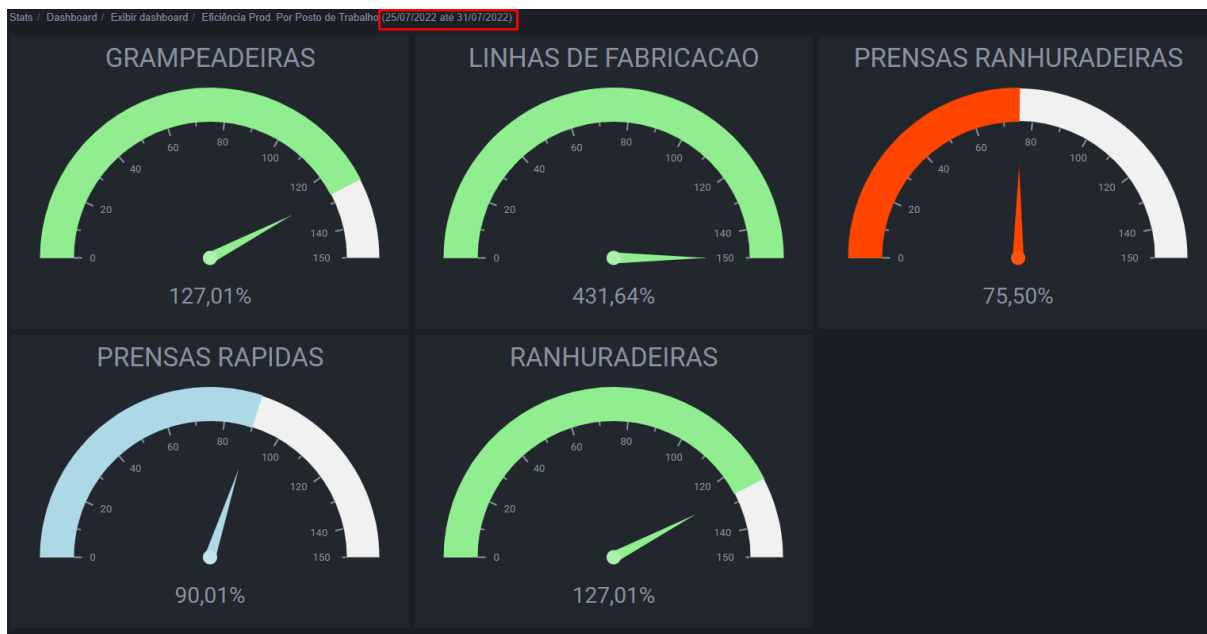 Stats / Dashboard / Exibir dashboard / Eficiência Prod. Por Posto de Trabalho (25/07/2022 até 31/07/2022)
GRAMPEADEIRAS
0 20 40 60 80 100 120 140 150
127,01%
LINHAS DE FABRICACAO
0 20 40 60 80 100 120 140 150
431,64%
PRENSAS RANHURADEIRAS
0 20 40 60 80 100 120 140 150
75,50%
PRENSAS RAPIDAS
0 20 40 60 80 100 120 140 150
90,01%
RANHURADEIRAS
0 20 40 60 80 100 120 140 150
127,01%